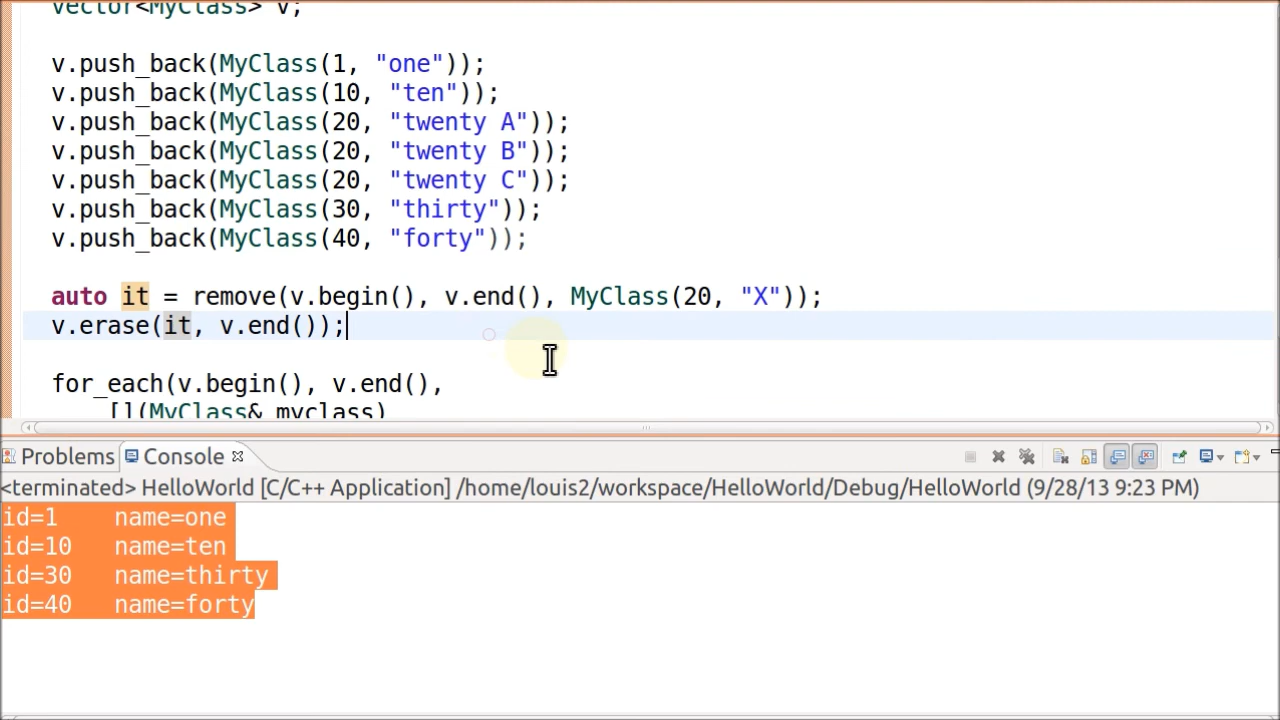 vector<MyClass> v;
v.push_back(MyClass(1, "one"));
v.push_back(MyClass(10, "ten"));
v.push_back(MyClass(20, "twenty A"));
v.push_back(MyClass(20, "twenty B"));
v.push_back(MyClass(20, "twenty C"));
v.push_back(MyClass(30, "thirty"));
v.push_back(MyClass(40, "forty"));
auto it = remove(v.begin(), v.end(), MyClass(20, "X"));
v.erase(it, v.end());
for_each(v.begin(), v.end(),
[](MyClass& myclass)
Problems Console
<terminated> HelloWorld [C/C++ Application] /home/louis2/workspace/HelloWorld/Debug/HelloWorld (9/28/13 9:23 PM)
id=1 name=one
id=10 name=ten
id=30 name=thirty
id=40 name=forty